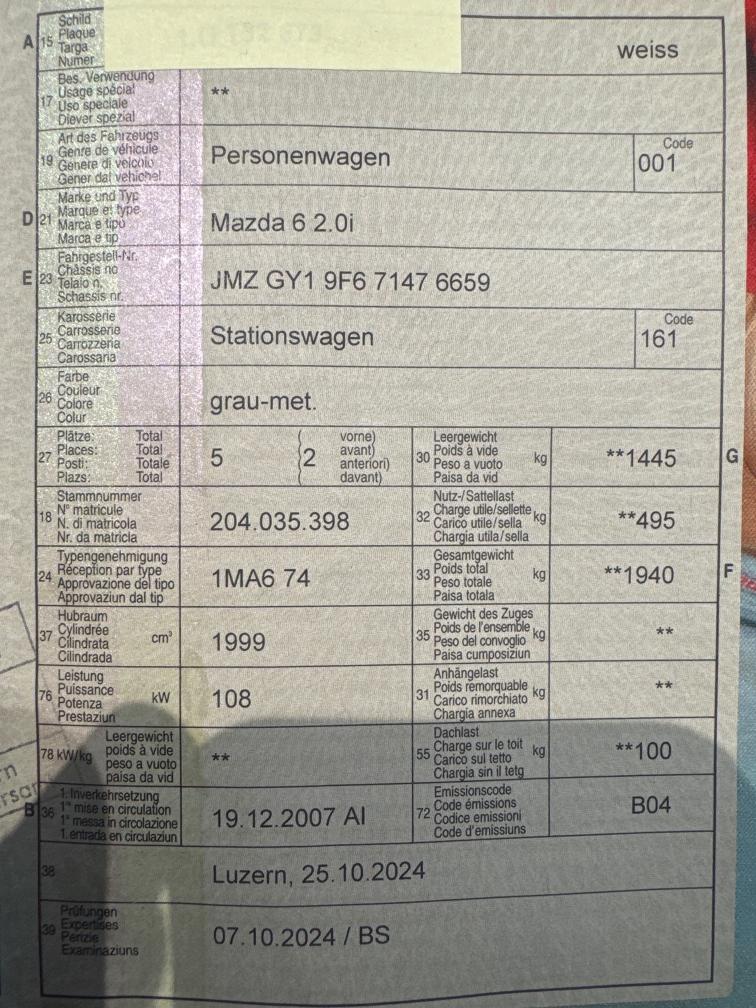 A 15 Schild
Plaque
Targa
Numer
weiss
17 Bes. Verwendung
Usage spécial
Uso speciale
Diever spezial
**
19 Art des Fahrzeugs
Genre de véhicule
Genere di veicolo
Gener dal vehichel
Personenwagen
Code
001
D 21 Marke und Typ
Marque et type
Marca e tipo
Marca e tip
Mazda 6 2.0i
E 23 Fahrgestell-Nr.
Châssis no
Telaio n.
Schassis nr.
JMZ GY1 9F6 7147 6659
25 Karosserie
Carrosserie
Carrozzeria
Carossaria
Stationswagen
Code
161
26 Farbe
Couleur
Colore
Colur
grau-met.
27 Plätze: Total
Places: Total
Posti: Totale
Plazs: Total
5
(2 vorne)
avant)
anteriori)
davant)
30 Leergewicht
Poids à vide
Peso a vuoto
Paisa da vid
kg
**1445
G
18 Stammnummer
N° matricule
N. di matricola
Nr. da matricla
204.035.398
32 Nutz-/Sattellast
Charge utile/sellette
Carico utile/sella
Chargia utila/sella
kg
**495
24 Typengenehmigung
Réception par type
Approvazione del tipo
Approvaziun dal tip
1MA6 74
33 Gesamtgewicht
Poids total
Peso totale
Paisa totala
kg
**1940
F
37 Hubraum
Cylindrée
Cilindrata
Cilindrada
cm³
1999
35 Gewicht des Zuges
Poids de l'ensemble
Peso del convoglio
Paisa cumposiziun
kg
**
76 Leistung
Puissance
Potenza
Prestaziun
kW
108
31 Anhängelast
Poids remorquable
Carico rimorchiato
Chargia annexa
kg
**
78 kW/kg Leergewicht
poids à vide
peso a vuoto
paisa da vid
**
55 Dachlast
Charge sur le toit
Carico sul tetto
Chargia sin il tetg
kg
**100
B 36 1. Inverkehrsetzung
1re mise en circulation
1a messa in circolazione
1. entrada en circulaziun
19.12.2007 AI
72 Emissionscode
Code émissions
Codice emissioni
Code d'emissiuns
B04
38
Luzern, 25.10.2024
39 Prüfungen
Expertises
Perizie
Examinaziuns
07.10.2024 / BS